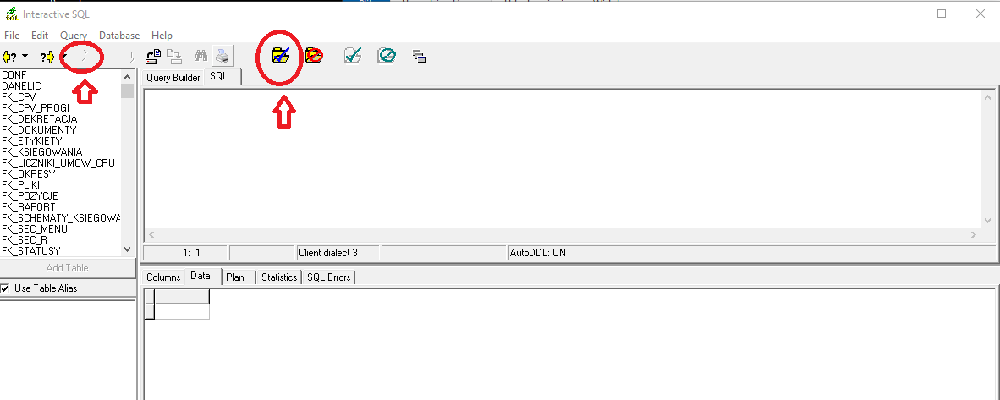 Interactive SQL
File Edit Query Database Help
CONF
DANELIC
FK_CPV
FK_CPV_PROGI
FK_DEKRETACJA
FK_DOKUMENTY
FK_ETYKIETY
FK_KSIEGOWANIA
FK_LICZNIKI_UMOW_CRU
FK_OKRESY
FK_PLIKI
FK_POZYCJE
FK_RAPORT
FK_SCHEMATY_KSIEGOWA
FK_SEC_MENU
FK_SEC_R
FK_STATUSY
Add Table
Use Table Alias
Query Builder SQL
1: 1 Client dialect 3 AutoDDL: ON
Columns Data Plan Statistics SQL Errors